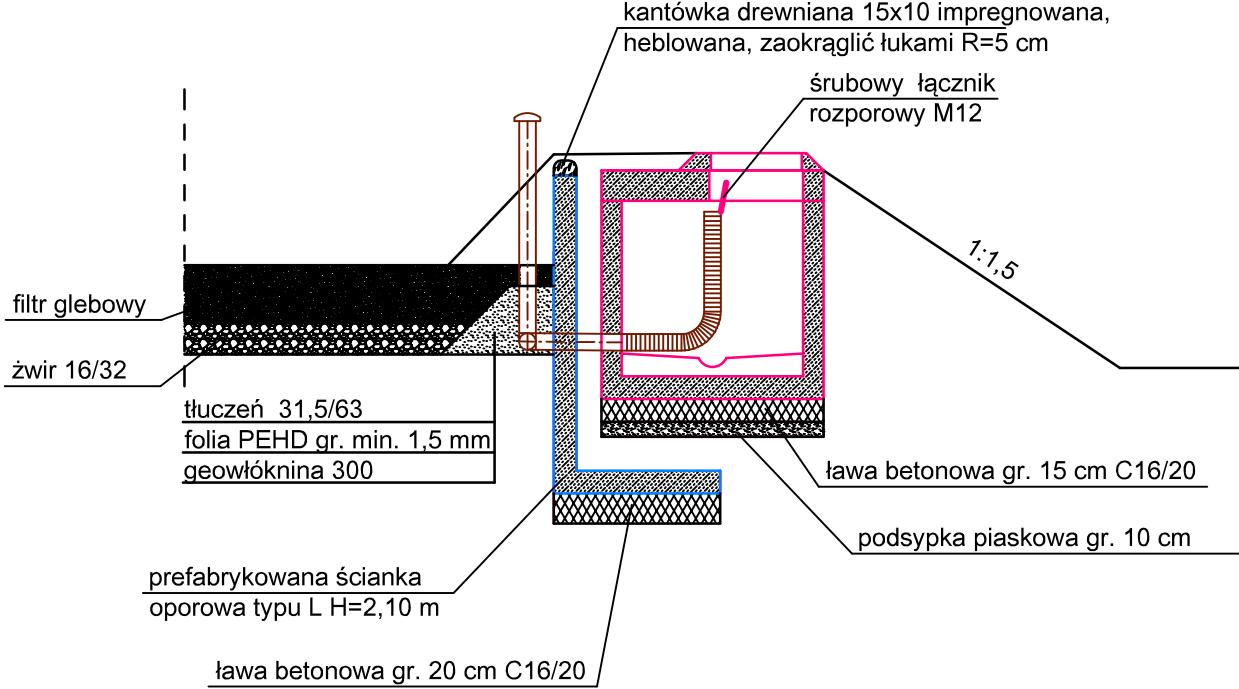 kantówka drewniana 15x10 impregnowana,
heblowana, zaokrąglić łukami R=5 cm
śrubowy łącznik
rozporowy M12
1:1,5
filtr glebowy
żwir 16/32
tłuczeń 31,5/63
folia PEHD gr. min. 1,5 mm
geowłóknina 300
ława betonowa gr. 15 cm C16/20
podsypka piaskowa gr. 10 cm
prefabrykowana ścianka
oporowa typu L H=2,10 m
ława betonowa gr. 20 cm C16/20